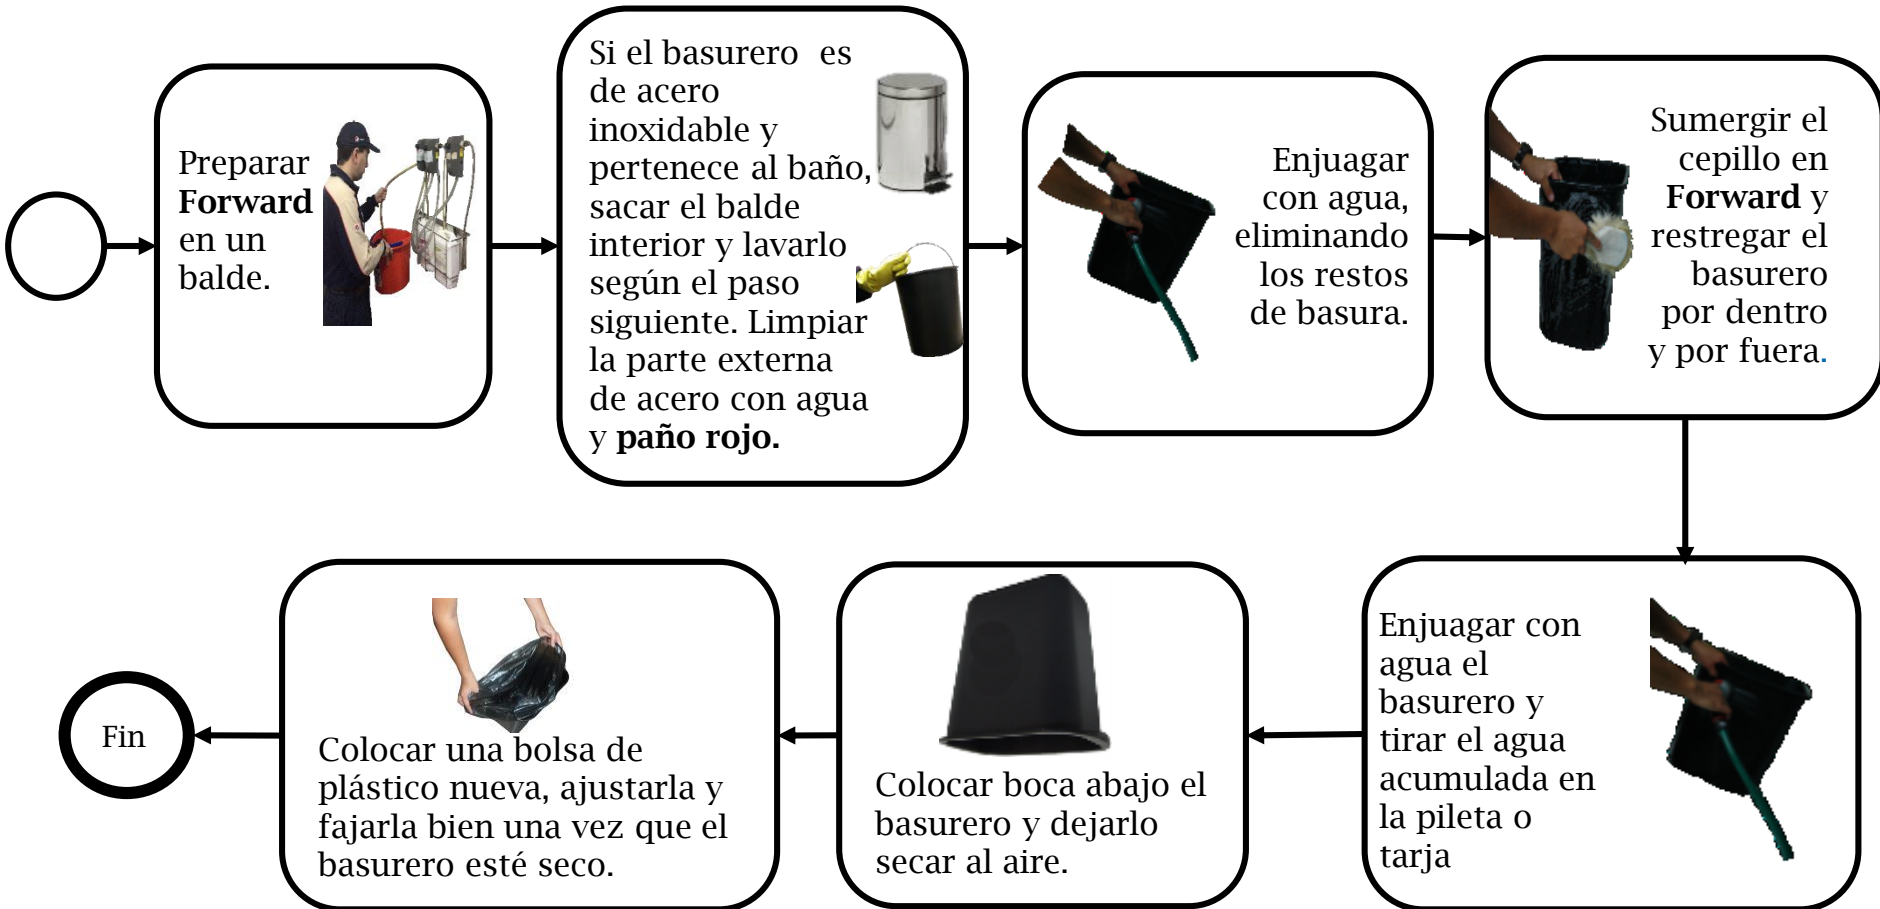 Preparar
Forward
en un
balde.
Si el basurero es
de acero
inoxidable y
pertenece al baño,
sacar el balde
interior y lavarlo
según el paso
siguiente. Limpiar
la parte externa
de acero con agua
y paño rojo.
Enjuagar
con agua,
eliminando
los restos
de basura.
Sumergir el
cepillo en
Forward y
restregar el
basurero
por dentro
y por fuera.
Enjuagar con
agua el
basurero y
tirar el agua
acumulada en
la pileta o
tarja
Colocar boca abajo el
basurero y dejarlo
secar al aire.
Colocar una bolsa de
plástico nueva, ajustarla y
fajarla bien una vez que el
basurero esté seco.
Fin